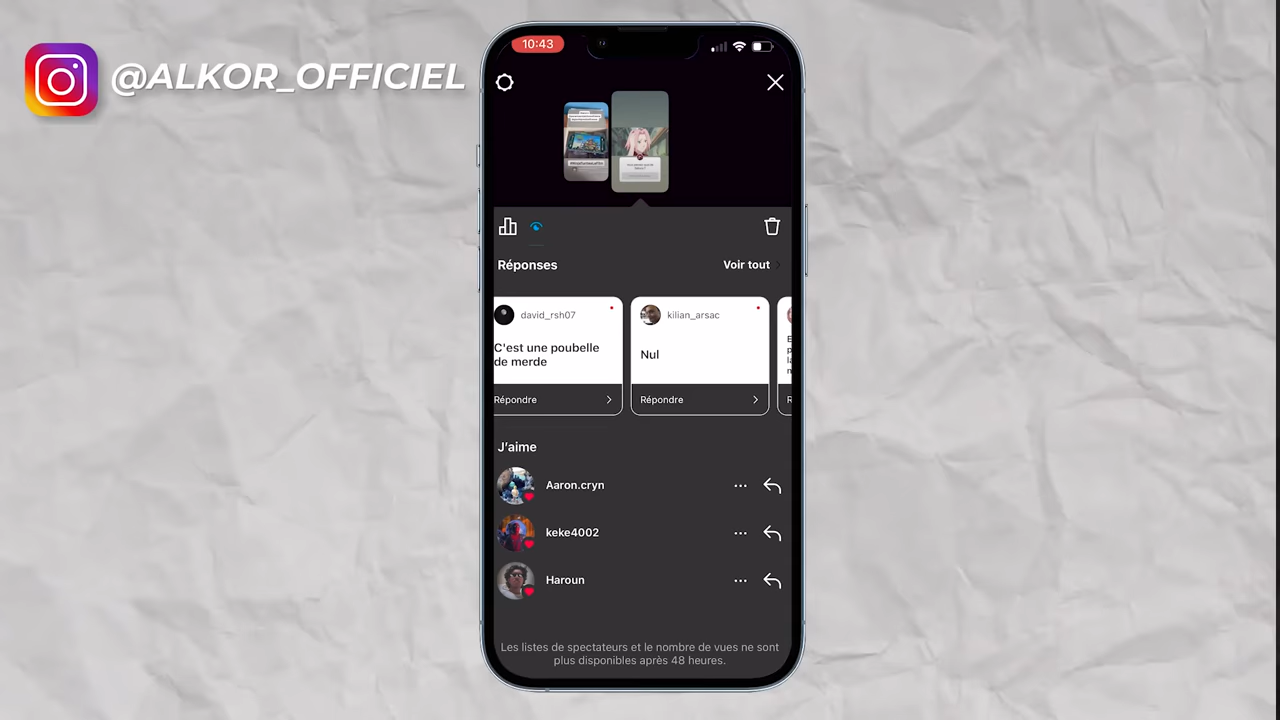 @ALKOR_OFFICIEL
10:43
Réponses
Voir tout
david_rsh07
C'est une poubelle
de merde
Répondre
kilian_arsac
Nul
Répondre
J'aime
Aaron.cryn
keke4002
Haroun
Les listes de spectateurs et le nombre de vues ne sont
plus disponibles après 48 heures.